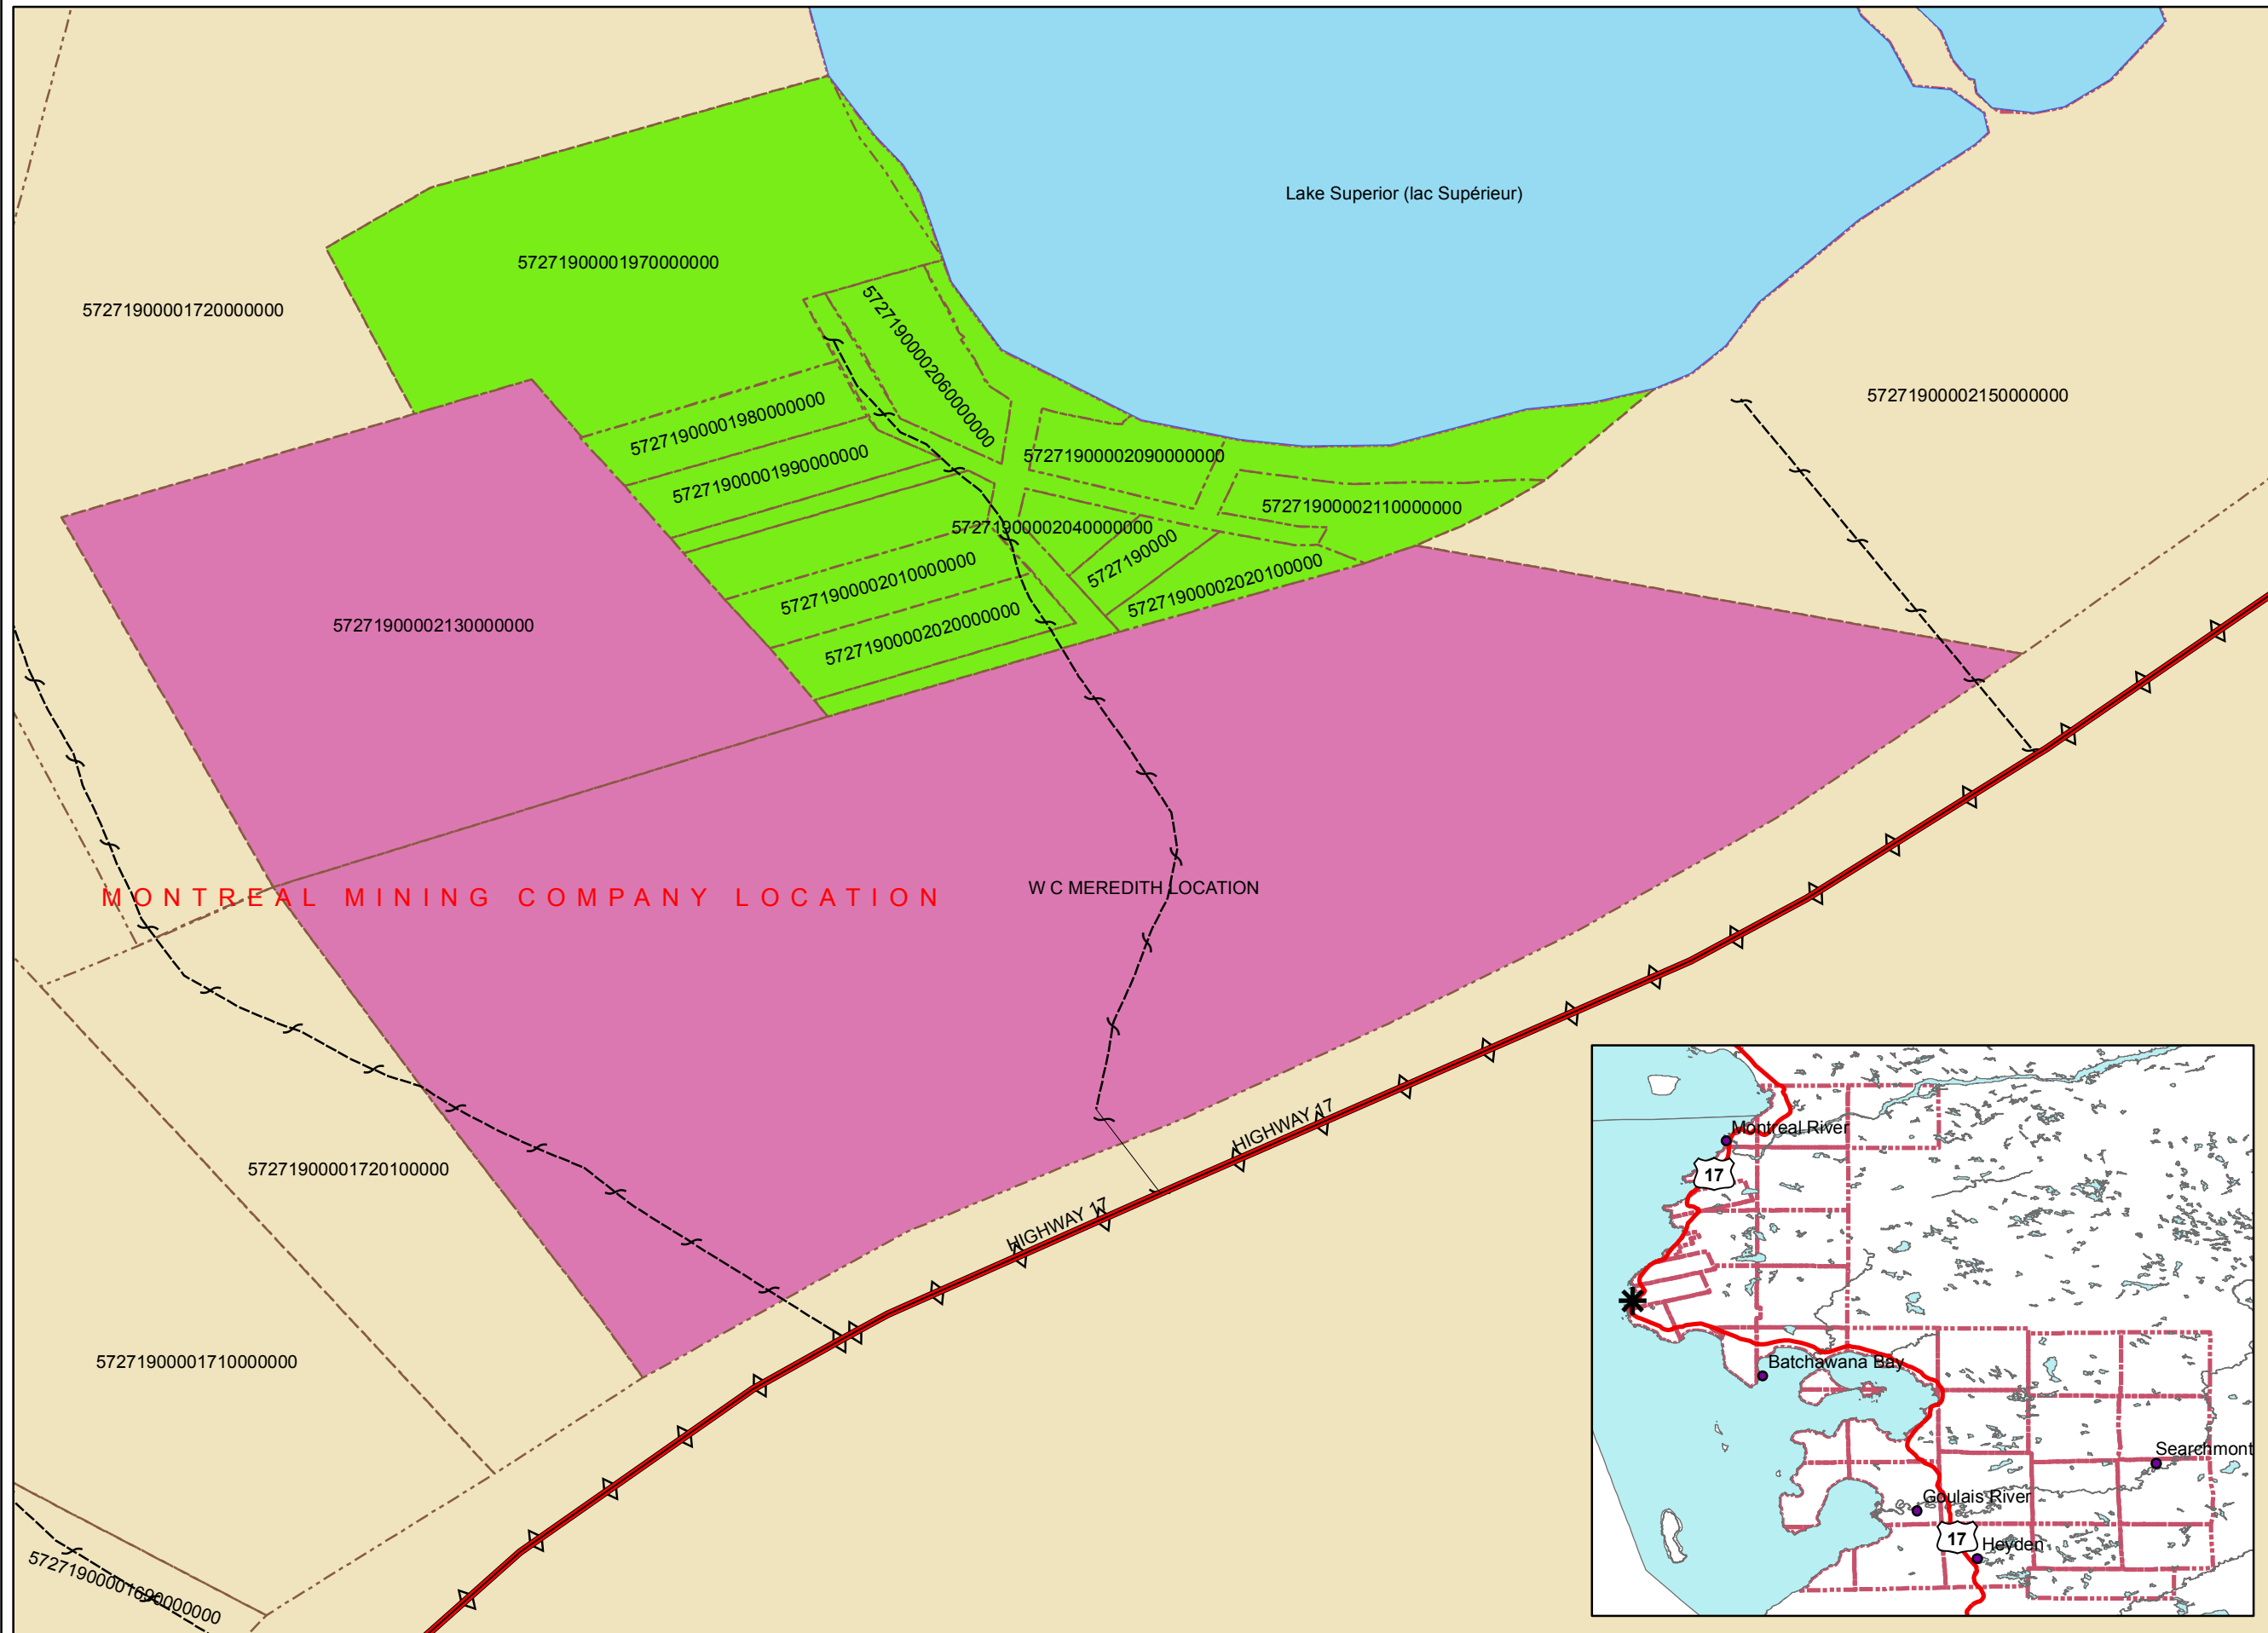 Lake Superior (lac Supérieur)
57271900001970000000
57271900001720000000
57271900002060000000
57271900002150000000
57271900001980000000
57271900001990000000
57271900002090000000
57271900002110000000
57271900002040000000
5727190000
57271900002010000000
57271900002020100000
57271900002020000000
57271900002130000000
MONTREAL MINING COMPANY LOCATION
W C MEREDITH LOCATION
HIGHWAY 17
HIGHWAY 17
57271900001720100000
57271900001710000000
57271900001690000000
Montreal River
17
Batchawana Bay
Searchmont
Goulais River
17
Heyden